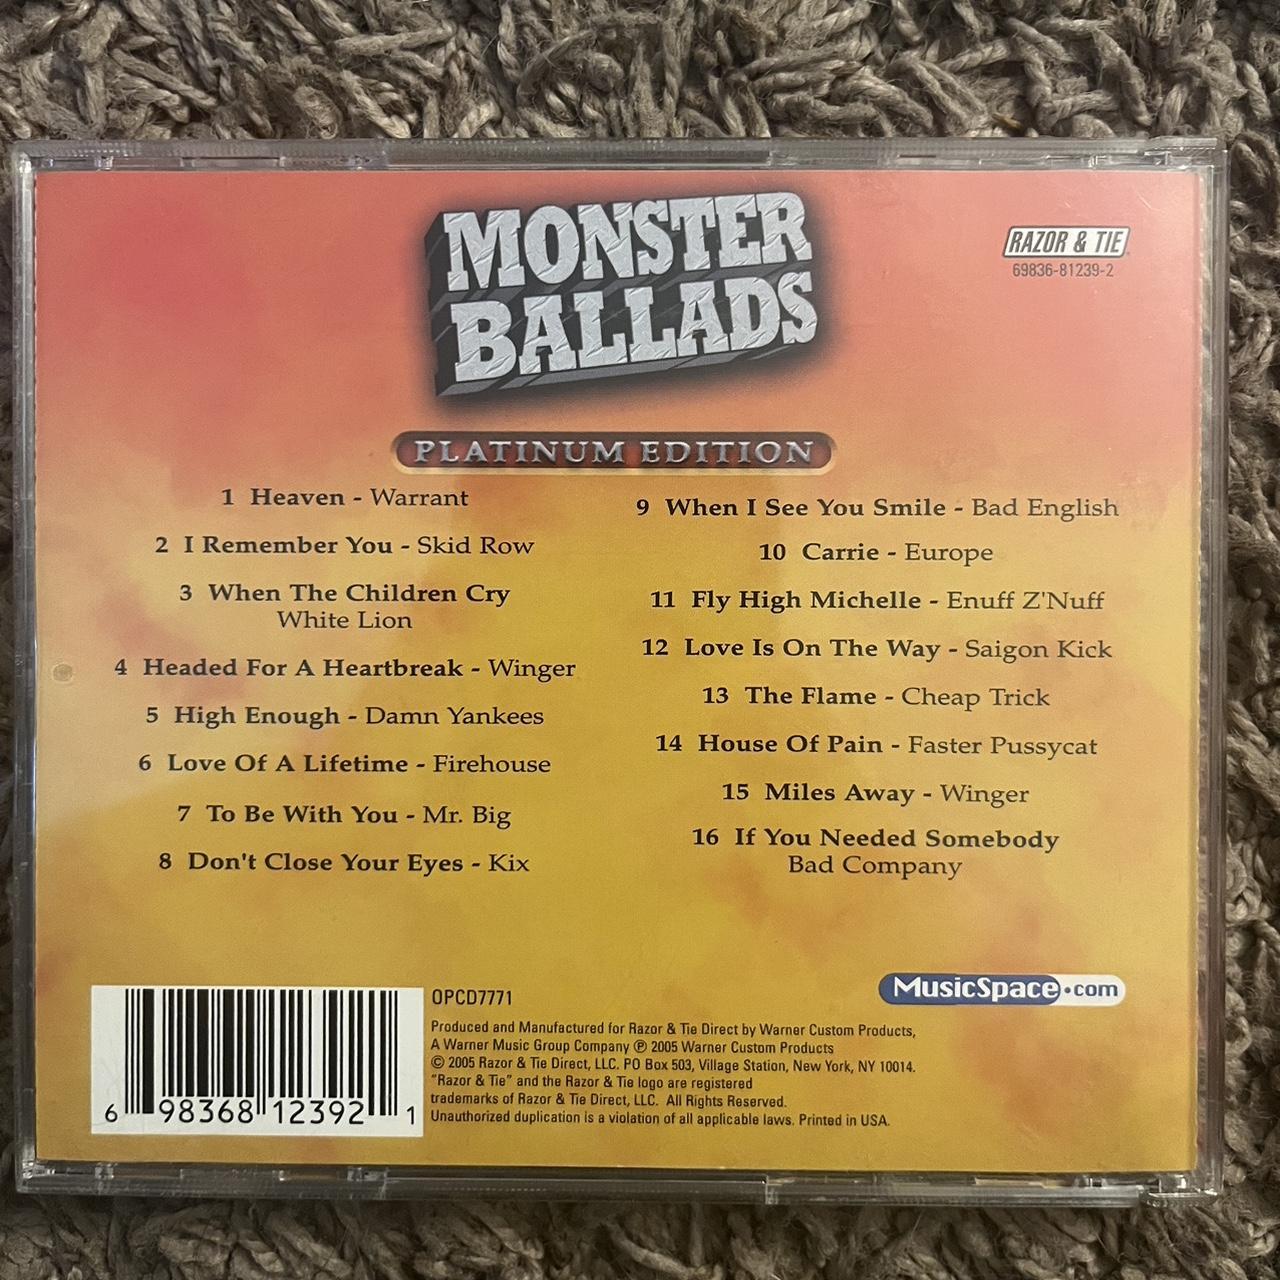 MONSTER
BALLADS
RAZOR & TIE
69836-81239-2
PLATINUM EDITION
1 Heaven - Warrant
2 I Remember You - Skid Row
3 When The Children Cry
White Lion
4 Headed For A Heartbreak - Winger
5 High Enough - Damn Yankees
6 Love Of A Lifetime - Firehouse
7 To Be With You - Mr. Big
8 Don't Close Your Eyes - Kix
9 When I See You Smile - Bad English
10 Carrie - Europe
11 Fly High Michelle - Enuff Z'Nuff
12 Love Is On The Way - Saigon Kick
13 The Flame - Cheap Trick
14 House Of Pain - Faster Pussycat
15 Miles Away - Winger
16 If You Needed Somebody
Bad Company
MusicSpace.com
6 98368 12392 1
OPCD7771
Produced and Manufactured for Razor & Tie Direct by Warner Custom Products,
A Warner Music Group Company ℗ 2005 Warner Custom Products
© 2005 Razor & Tie Direct, LLC. PO Box 503, Village Station, New York, NY 10014.
"Razor & Tie" and the Razor & Tie logo are registered
trademarks of Razor & Tie Direct, LLC. All Rights Reserved.
Unauthorized duplication is a violation of all applicable laws. Printed in USA.